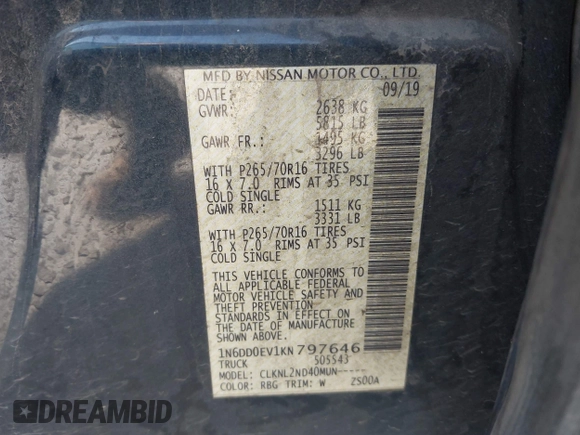 MFD BY NISSAN MOTOR CO., LTD.
DATE: 09/19
GVWR: 2638 KG
5815 LB
GAWR FR.: 1495 KG
3296 LB
WITH P265/70R16 TIRES
16 X 7.0 RIMS AT 35 PSI
COLD SINGLE
GAWR RR.: 1511 KG
3331 LB
WITH P265/70R16 TIRES
16 X 7.0 RIMS AT 35 PSI
COLD SINGLE
THIS VEHICLE CONFORMS TO
ALL APPLICABLE FEDERAL
MOTOR VEHICLE SAFETY AND
THEFT PREVENTION
STANDARDS IN EFFECT ON
THE DATE OF MANUFACTURE
SHOWN ABOVE.
1N6DD0EV1KN797646
TRUCK 505543
MODEL: CLKNL2ND40MUN-----
COLOR: RBG TRIM: W ZS00A
DREAMBID